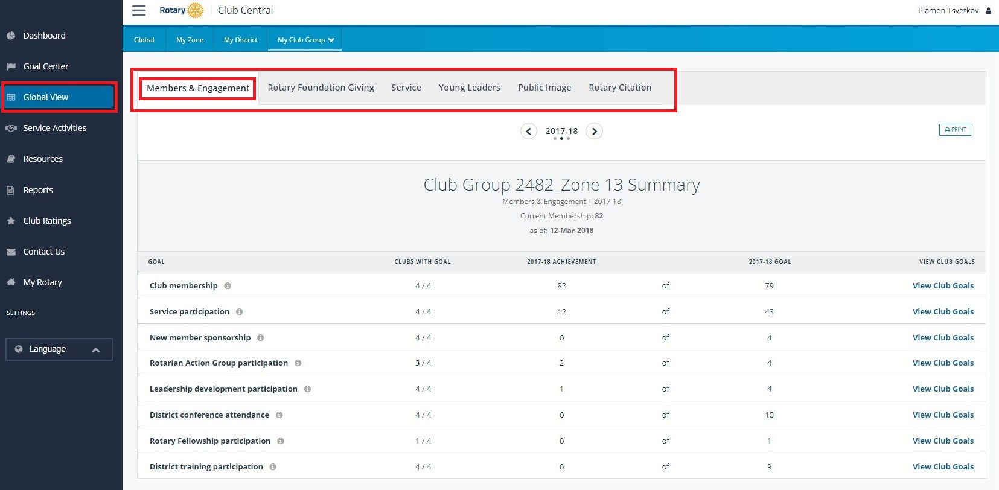 Rotary Club Central
Plamen Tsvetkov
Dashboard
Goal Center
Global View
Service Activities
Resources
Reports
Club Ratings
Contact Us
My Rotary
SETTINGS
Language
Global My Zone My District My Club Group
Members & Engagement Rotary Foundation Giving Service Young Leaders Public Image Rotary Citation
2017-18
PRINT
Club Group 2482_Zone 13 Summary
Members & Engagement | 2017-18
Current Membership: 82
as of: 12-Mar-2018
GOAL CLUBS WITH GOAL 2017-18 ACHIEVEMENT 2017-18 GOAL VIEW CLUB GOALS
Club membership 4 / 4 82 of 79 View Club Goals
Service participation 4 / 4 12 of 43 View Club Goals
New member sponsorship 4 / 4 0 of 4 View Club Goals
Rotarian Action Group participation 3 / 4 2 of 4 View Club Goals
Leadership development participation 4 / 4 1 of 4 View Club Goals
District conference attendance 4 / 4 0 of 10 View Club Goals
Rotary Fellowship participation 1 / 4 0 of 1 View Club Goals
District training participation 4 / 4 0 of 9 View Club Goals